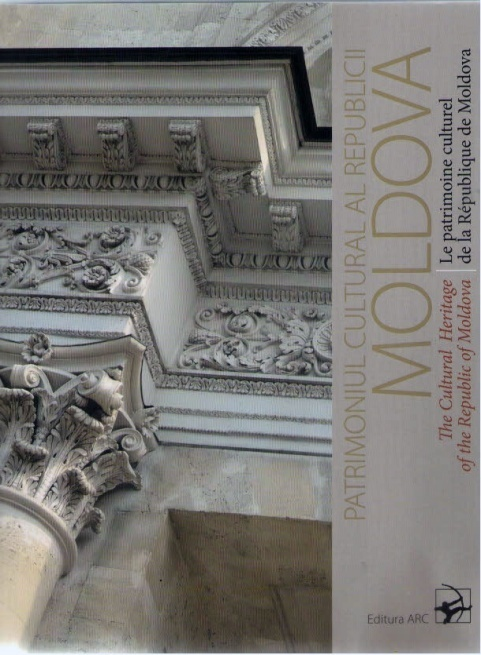 PATRIMONIUL CULTURAL AL REPUBLICII
MOLDOVA
The Cultural Heritage
of the Republic of Moldova
Le patrimoine culturel
de la République de Moldova
Editura ARC